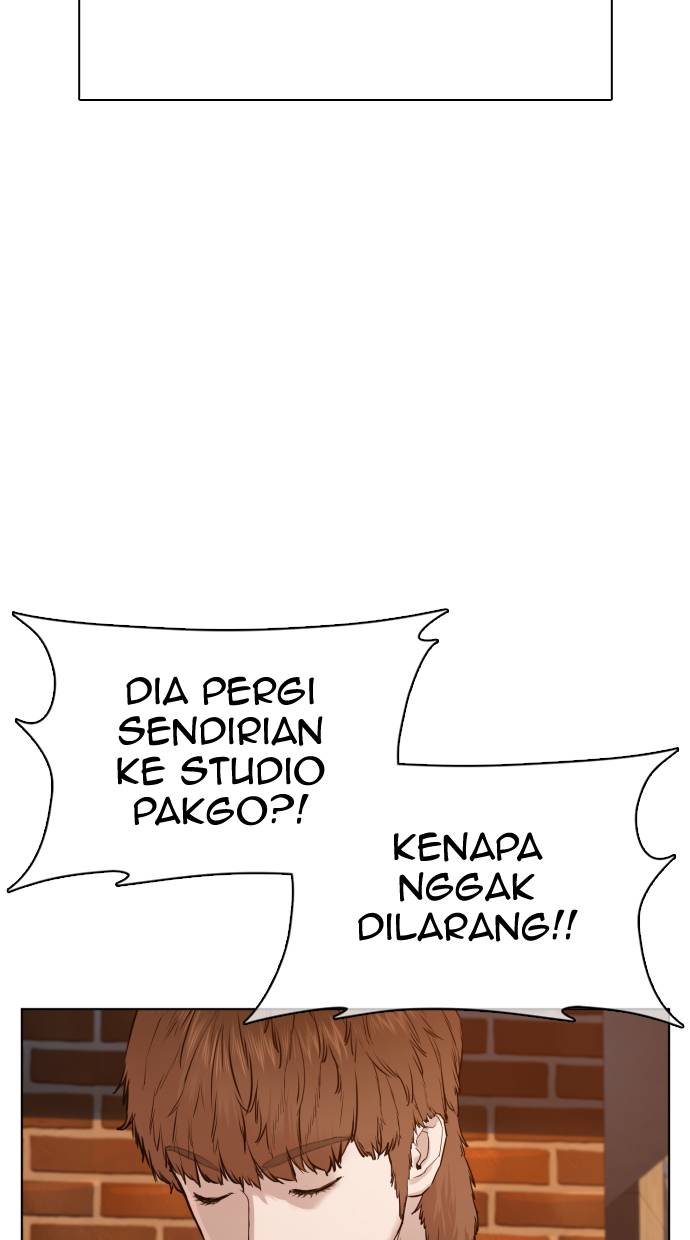 DIA PERGI
SENDIRIAN
KE STUDIO
PAKGO?!
KENAPA
NGGAK
DILARANG!!